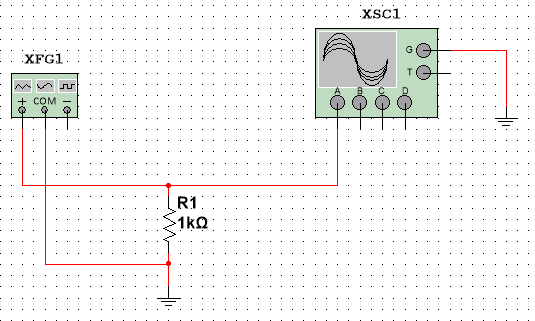 XSC1
XFG1
G
T
+ COM −
A B C D
R1
1kΩ